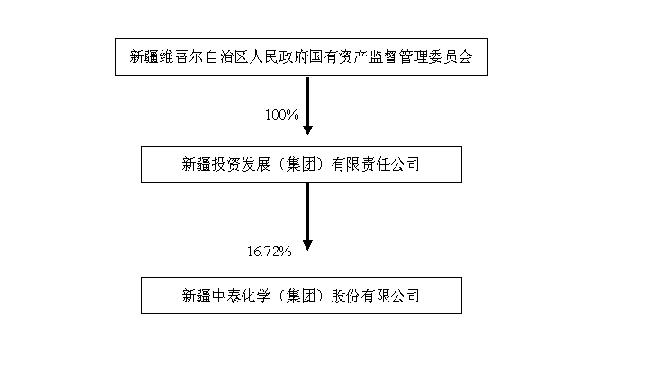 新疆维吾尔自治区人民政府国有资产监督管理委员会
100%
新疆投资发展（集团）有限责任公司
16.72%
新疆中泰化学（集团）股份有限公司